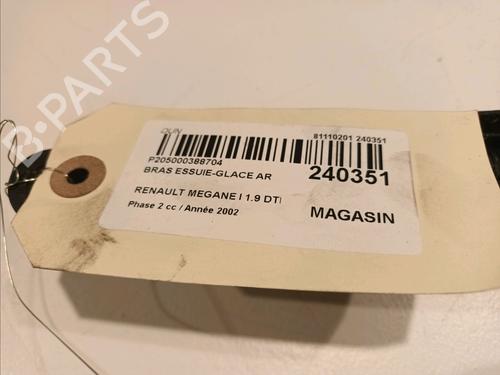 B-PARTS
OUN
81110201 240351
P205000388704
BRAS ESSUIE-GLACE AR
240351
RENAULT MEGANE I 1.9 DTI
MAGASIN
Phase 2 cc / Année 2002